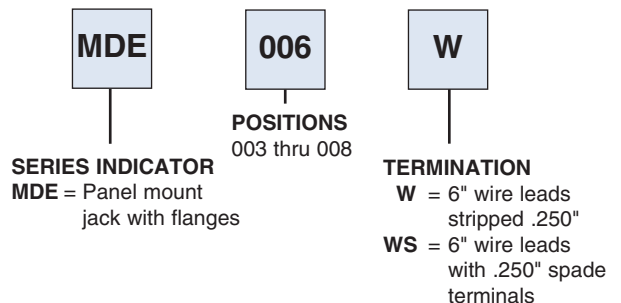 MDE 006 W
POSITIONS
003 thru 008
SERIES INDICATOR
MDE = Panel mount
jack with flanges
TERMINATION
W = 6" wire leads
stripped .250"
WS = 6" wire leads
with .250" spade
terminals